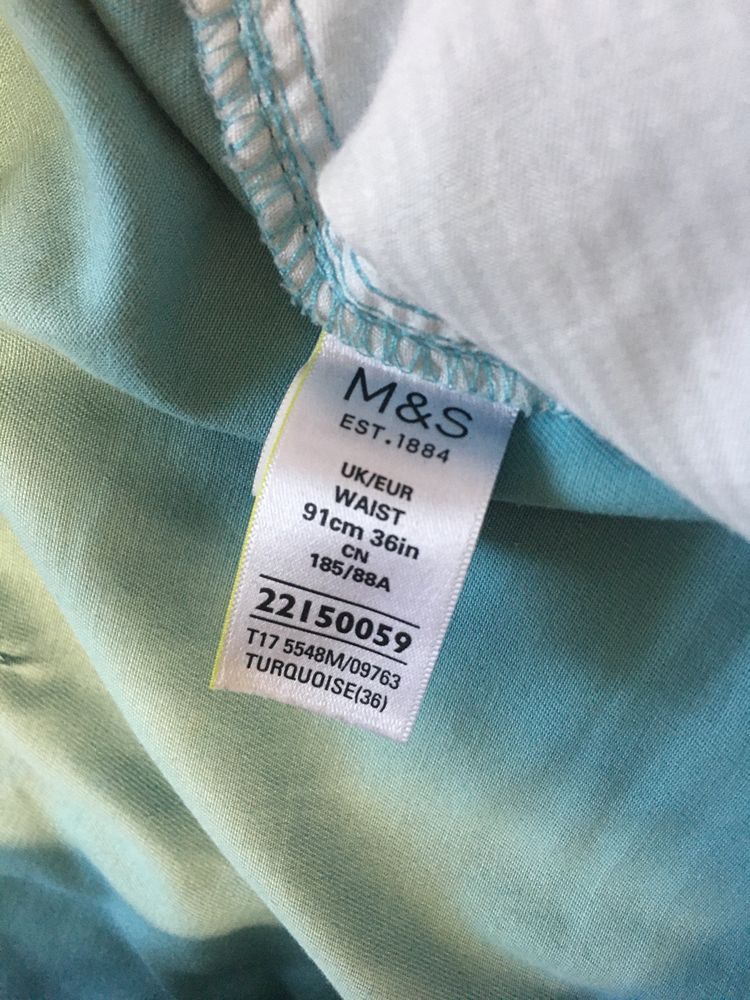 M&S
EST.1884
UK/EUR
WAIST
91cm 36in
CN
185/88A
22150059
T17 5548M/09763
TURQUOISE(36)